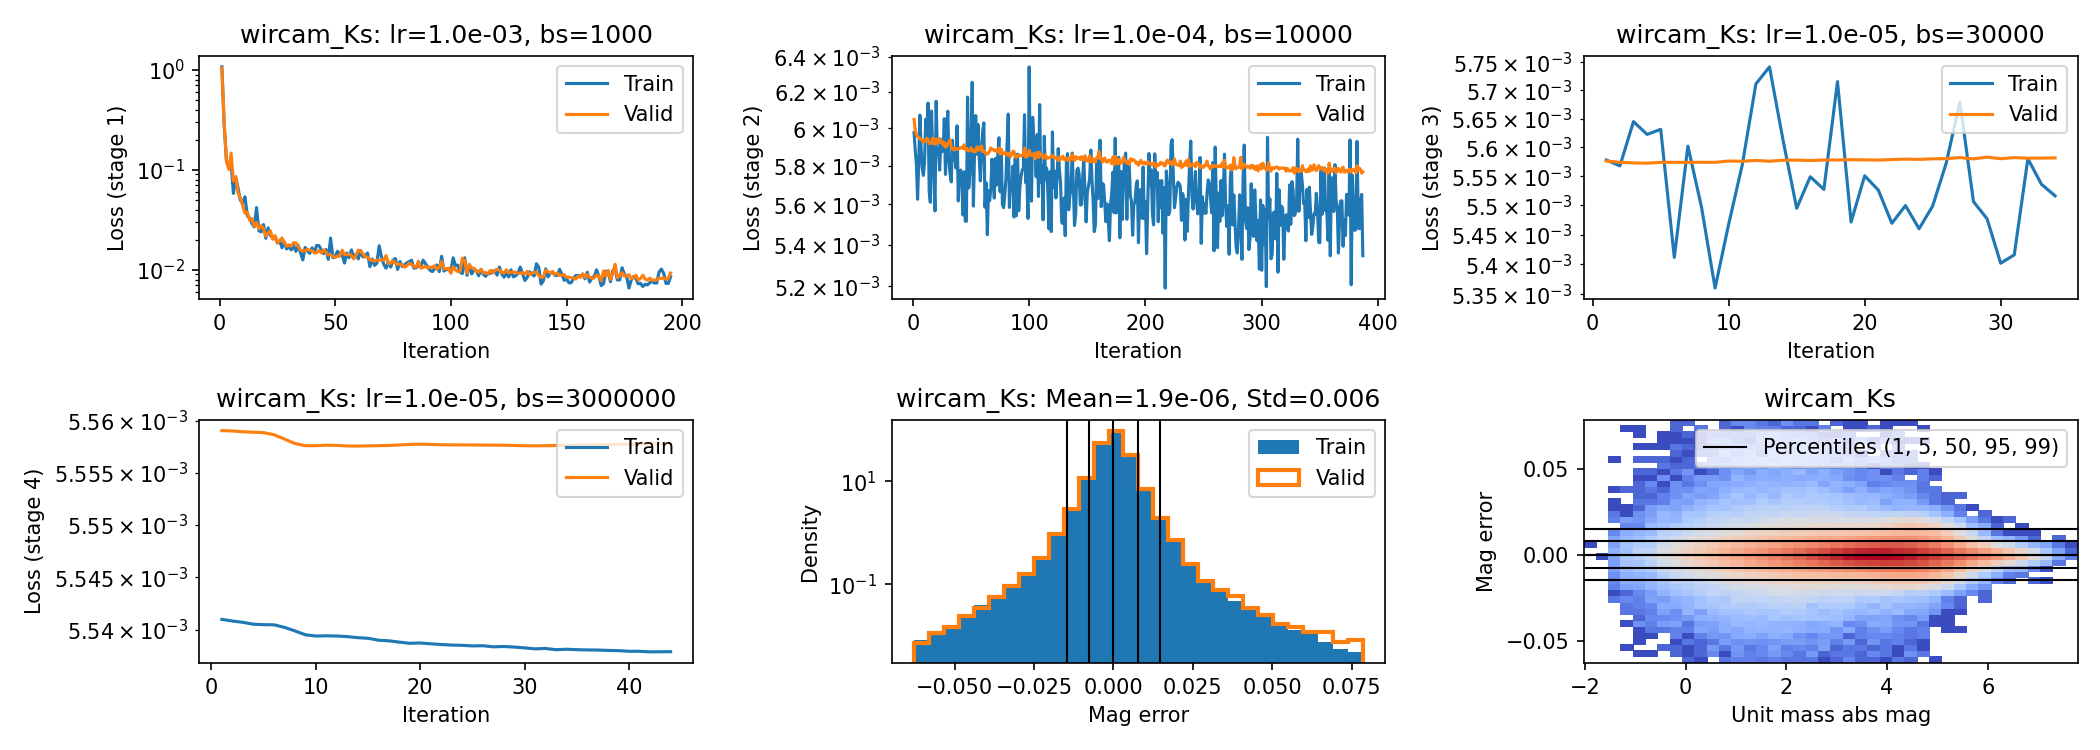 wircam_Ks: lr=1.0e-03, bs=1000
Loss (stage 1)
10⁰
10⁻¹
10⁻²
Train
Valid
0 50 100 150 200
Iteration
wircam_Ks: lr=1.0e-04, bs=10000
Loss (stage 2)
6.4 × 10⁻³
6.2 × 10⁻³
6 × 10⁻³
5.8 × 10⁻³
5.6 × 10⁻³
5.4 × 10⁻³
5.2 × 10⁻³
Train
Valid
0 100 200 300 400
Iteration
wircam_Ks: lr=1.0e-05, bs=30000
Loss (stage 3)
5.75 × 10⁻³
5.7 × 10⁻³
5.65 × 10⁻³
5.6 × 10⁻³
5.55 × 10⁻³
5.5 × 10⁻³
5.45 × 10⁻³
5.4 × 10⁻³
5.35 × 10⁻³
Train
Valid
0 10 20 30
Iteration
wircam_Ks: lr=1.0e-05, bs=3000000
Loss (stage 4)
5.56 × 10⁻³
5.555 × 10⁻³
5.55 × 10⁻³
5.545 × 10⁻³
5.54 × 10⁻³
Train
Valid
0 10 20 30 40
Iteration
wircam_Ks: Mean=1.9e-06, Std=0.006
Density
10¹
10⁻¹
Train
Valid
−0.050 −0.025 0.000 0.025 0.050 0.075
Mag error
wircam_Ks
Mag error
0.05
0.00
−0.05
Percentiles (1, 5, 50, 95, 99)
−2 0 2 4 6
Unit mass abs mag